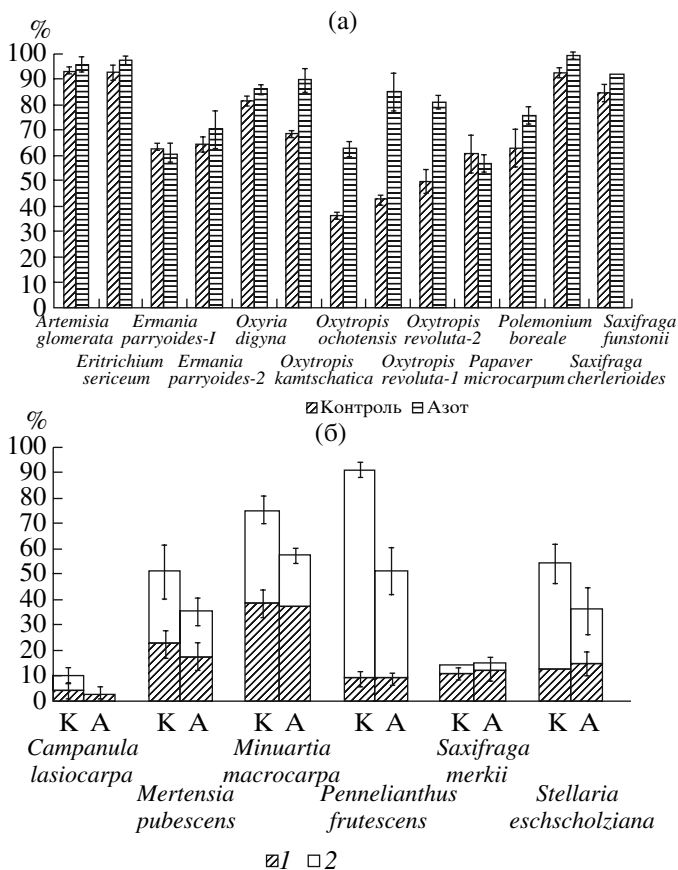 (а)
%
100
90
80
70
60
50
40
30
20
10
0
Artemisia glomerata
Eritrichium sericeum
Ermania parryoides-1
Ermania parryoides-2
Oxyria digyna
Oxytropis kamtschatica
Oxytropis ochotensis
Oxytropis revoluta-1
Oxytropis revoluta-2
Papaver microcarpum
Polemonium boreale
Saxifraga cherlerioides
Saxifraga funstonii
Контроль Азот
(б)
%
100
90
80
70
60
50
40
30
20
10
0
К А К А К А К А К А К А
Campanula lasiocarpa
Mertensia pubescens
Minuartia macrocarpa
Pennelianthus frutescens
Saxifraga merkii
Stellaria eschscholziana
1 2